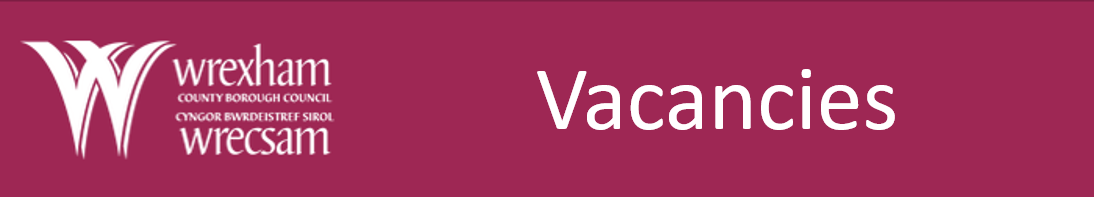 wrexham
COUNTY BOROUGH COUNCIL
CYNGOR BWRDEISTREF SIROL
wrecsam
Vacancies